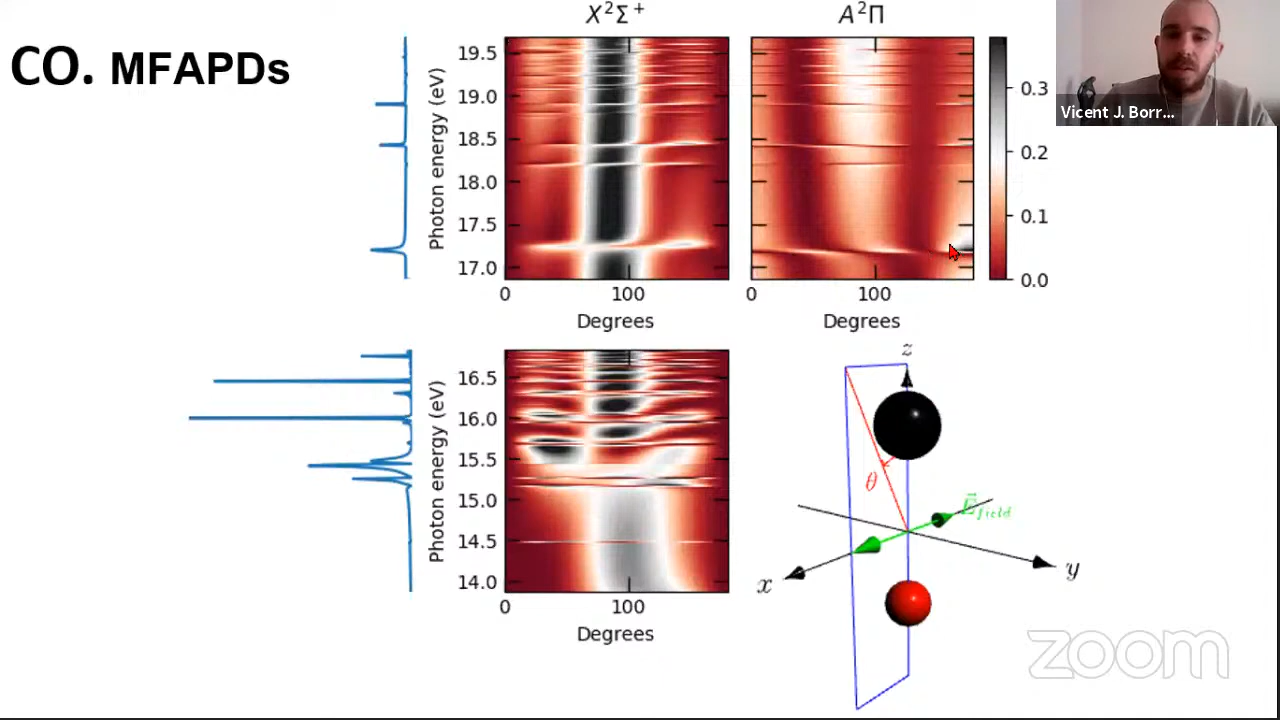 CO. MFAPDs
X²Σ⁺
A²Π
Vicent J. Borr...
Photon energy (eV)
19.5
19.0
18.5
18.0
17.5
17.0
0.3
0.2
0.1
0.0
0
100
0
100
Degrees
Degrees
Photon energy (eV)
16.5
16.0
15.5
15.0
14.5
14.0
0
100
Degrees
z
θ
E⃗field
x
y
zoom